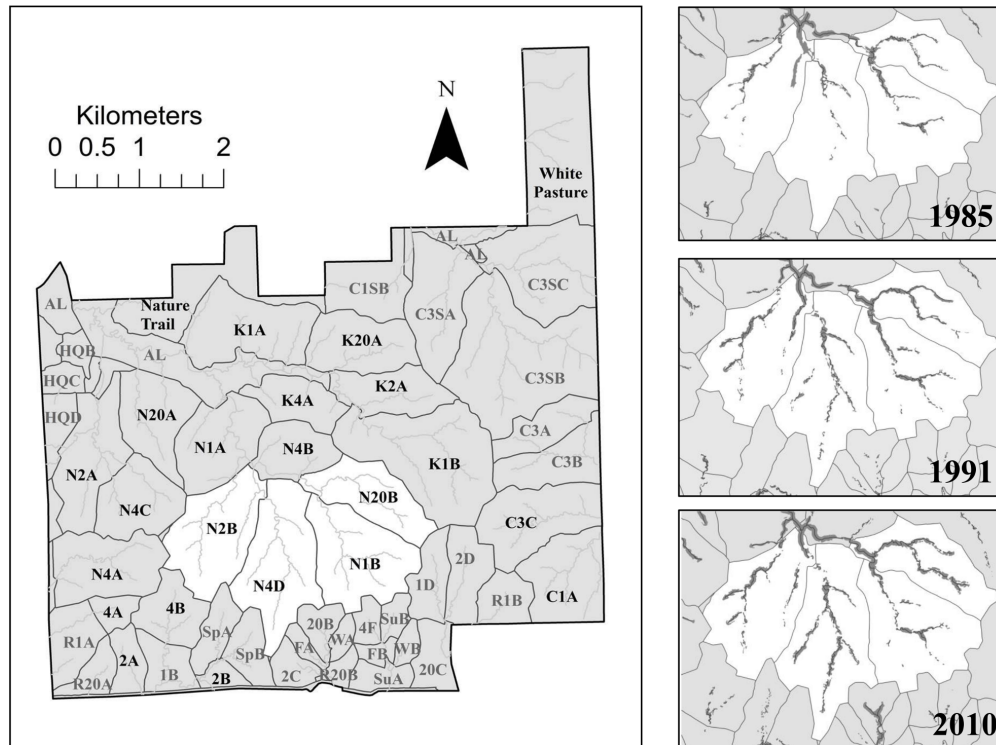 Kilometers
0 0.5 1 2
N
White
Pasture
AL
AL
C1SB
C3SC
AL
Nature
Trail
C3SA
K1A
K20A
HQB
AL
HQC
K2A
C3SB
K4A
HQD
N20A
N1A
N4B
C3A
K1B
C3B
N2A
N4C
N20B
N2B
C3C
N4A
N1B
2D
N4D
1D
R1B
C1A
4A
4B
SpA
20B
4F
SuB
R1A
WA
2A
SpB
FA
FB
WB
R20A
1B
2B
2C
R20B
SuA
20C
1985
1991
2010